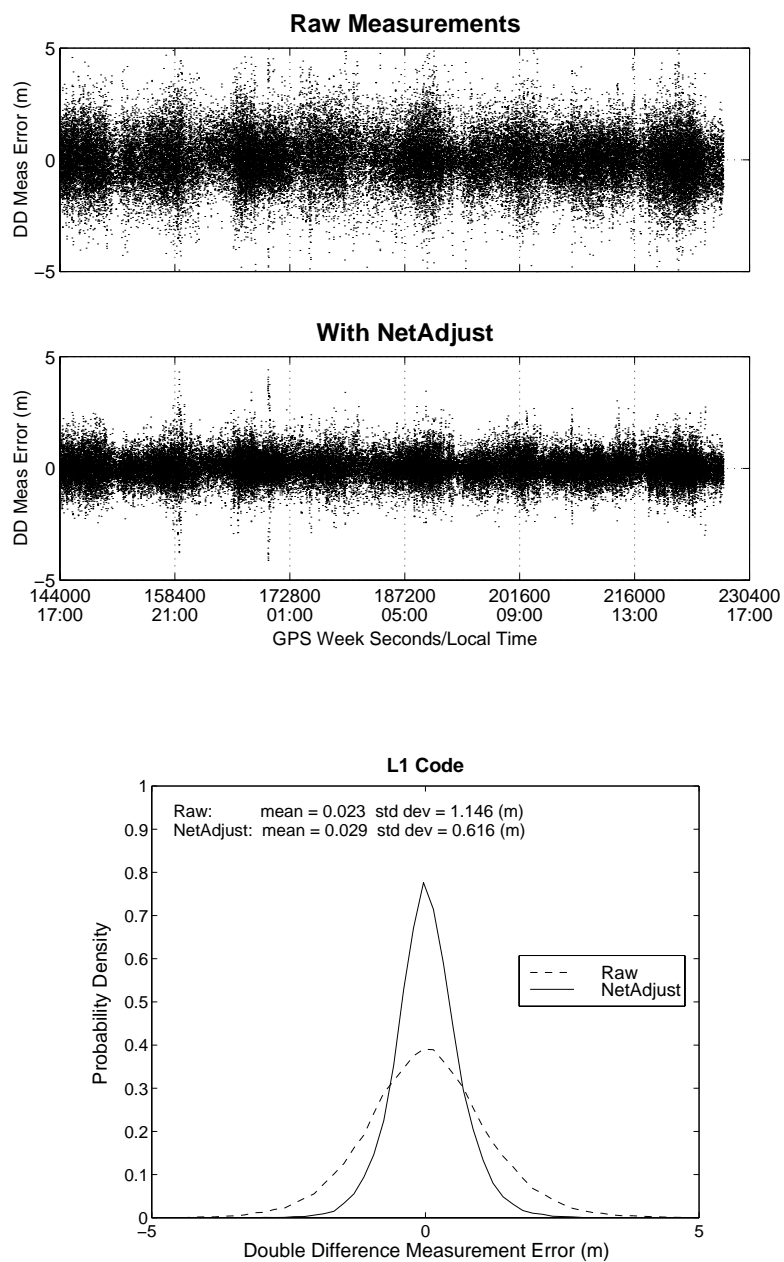 Raw Measurements
5
0
−5
DD Meas Error (m)
With NetAdjust
5
0
−5
DD Meas Error (m)
144000 158400 172800 187200 201600 216000 230400
17:00 21:00 01:00 05:00 09:00 13:00 17:00
GPS Week Seconds/Local Time
L1 Code
1
0.9
0.8
0.7
0.6
0.5
0.4
0.3
0.2
0.1
0
Probability Density
Raw: mean = 0.023 std dev = 1.146 (m)
NetAdjust: mean = 0.029 std dev = 0.616 (m)
Raw
NetAdjust
−5 0 5
Double Difference Measurement Error (m)